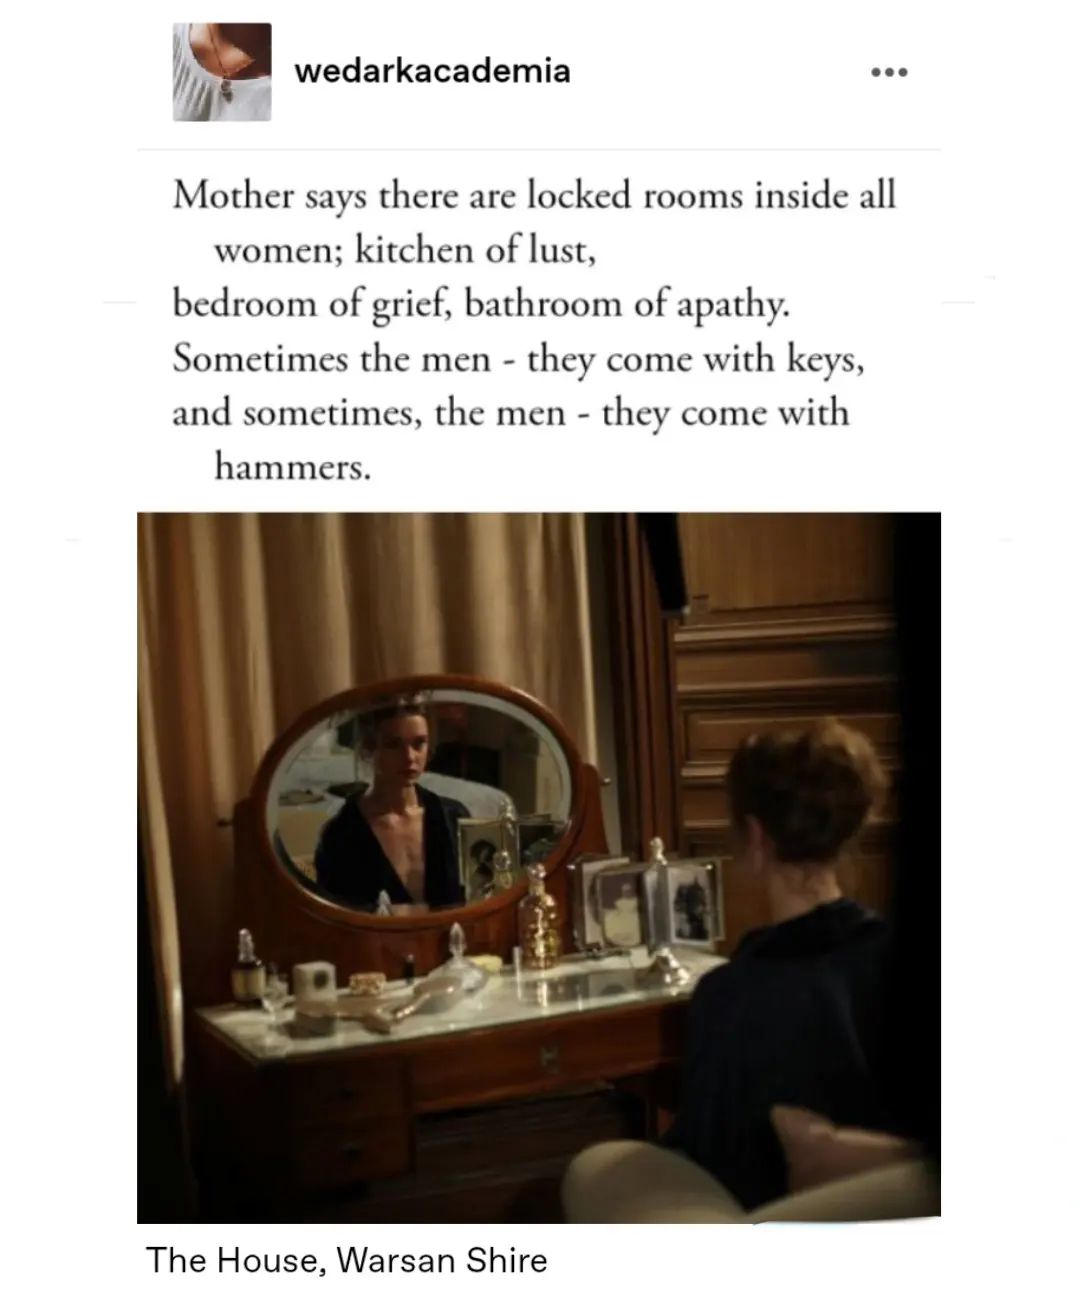 wedarkacademia
Mother says there are locked rooms inside all
women; kitchen of lust,
bedroom of grief, bathroom of apathy.
Sometimes the men - they come with keys,
and sometimes, the men - they come with
hammers.
The House, Warsan Shire